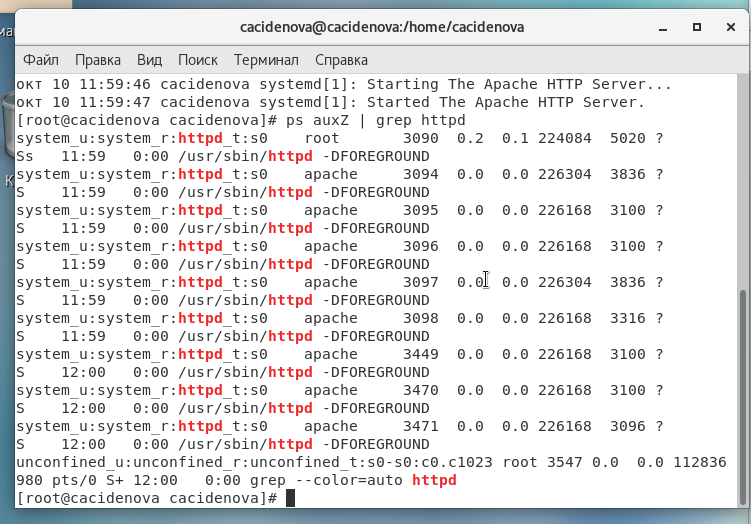 cacidenova@cacidenova:/home/cacidenova
Файл Правка Вид Поиск Терминал Справка
окт 10 11:59:46 cacidenova systemd[1]: Starting The Apache HTTP Server...
окт 10 11:59:47 cacidenova systemd[1]: Started The Apache HTTP Server.
[root@cacidenova cacidenova]# ps auxZ | grep httpd
system_u:system_r:httpd_t:s0    root       3090  0.2  0.1 224084  5020 ?
Ss   11:59   0:00 /usr/sbin/httpd -DFOREGROUND
system_u:system_r:httpd_t:s0    apache     3094  0.0  0.0 226304  3836 ?
S    11:59   0:00 /usr/sbin/httpd -DFOREGROUND
system_u:system_r:httpd_t:s0    apache     3095  0.0  0.0 226168  3100 ?
S    11:59   0:00 /usr/sbin/httpd -DFOREGROUND
system_u:system_r:httpd_t:s0    apache     3096  0.0  0.0 226168  3100 ?
S    11:59   0:00 /usr/sbin/httpd -DFOREGROUND
system_u:system_r:httpd_t:s0    apache     3097  0.0  0.0 226304  3836 ?
S    11:59   0:00 /usr/sbin/httpd -DFOREGROUND
system_u:system_r:httpd_t:s0    apache     3098  0.0  0.0 226168  3316 ?
S    11:59   0:00 /usr/sbin/httpd -DFOREGROUND
system_u:system_r:httpd_t:s0    apache     3449  0.0  0.0 226168  3100 ?
S    12:00   0:00 /usr/sbin/httpd -DFOREGROUND
system_u:system_r:httpd_t:s0    apache     3470  0.0  0.0 226168  3100 ?
S    12:00   0:00 /usr/sbin/httpd -DFOREGROUND
system_u:system_r:httpd_t:s0    apache     3471  0.0  0.0 226168  3096 ?
S    12:00   0:00 /usr/sbin/httpd -DFOREGROUND
unconfined_u:unconfined_r:unconfined_t:s0-s0:c0.c1023 root 3547 0.0  0.0 112836
980 pts/0 S+ 12:00   0:00 grep --color=auto httpd
[root@cacidenova cacidenova]#